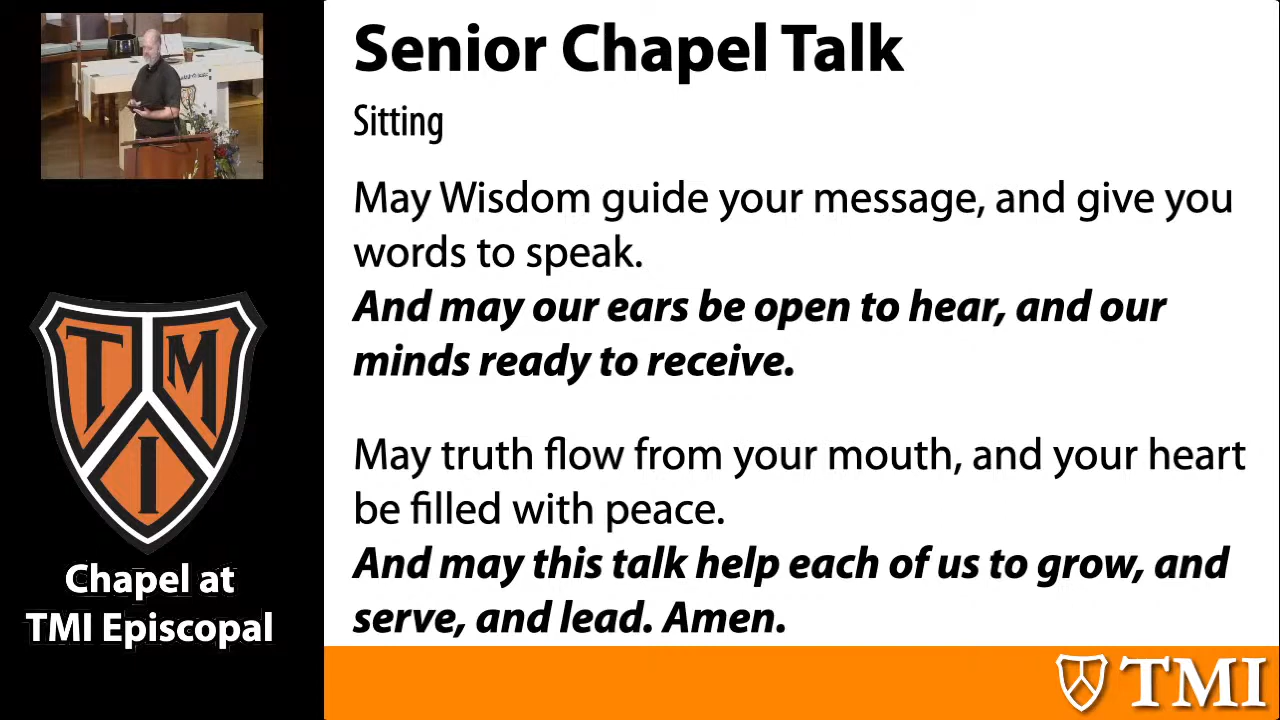 Senior Chapel Talk
Sitting
May Wisdom guide your message, and give you
words to speak.
And may our ears be open to hear, and our
minds ready to receive.
May truth flow from your mouth, and your heart
be filled with peace.
And may this talk help each of us to grow, and
serve, and lead. Amen.
T M
I
Chapel at
TMI Episcopal
TMI